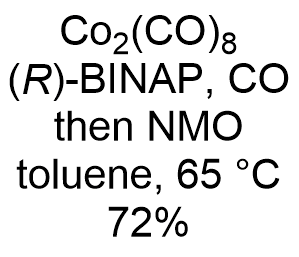 Co₂(CO)₈
(R)-BINAP, CO
then NMO
toluene, 65 °C
72%